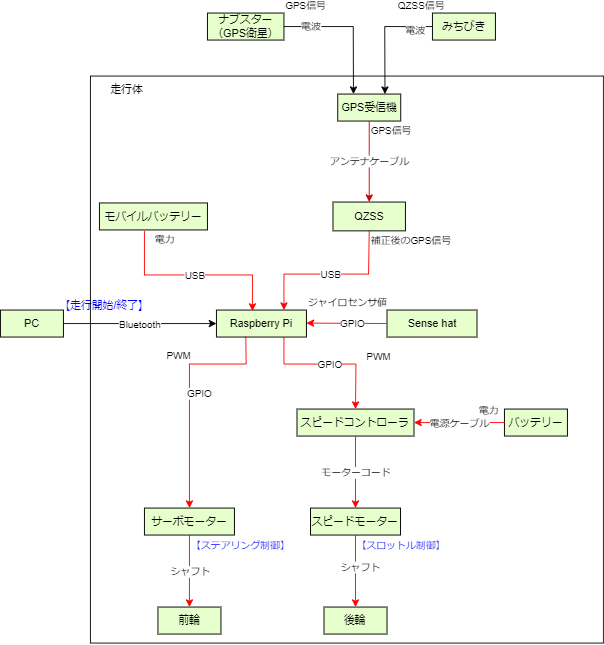 GPS信号
QZSS信号
ナブスター
（GPS衛星）
電波
電波
みちびき
走行体
GPS受信機
GPS信号
アンテナケーブル
モバイルバッテリー
QZSS
電力
補正後のGPS信号
USB
USB
【走行開始/終了】
ジャイロセンサ値
PC
Bluetooth
Raspberry Pi
GPIO
Sense hat
PWM
PWM
GPIO
GPIO
電力
スピードコントローラ
電源ケーブル
バッテリー
モーターコード
サーボモーター
スピードモーター
【ステアリング制御】
【スロットル制御】
シャフト
シャフト
前輪
後輪